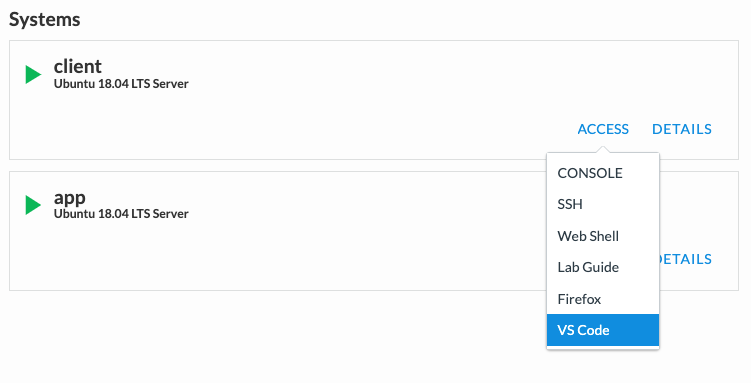 Systems
client
Ubuntu 18.04 LTS Server
ACCESS DETAILS
CONSOLE
SSH
Web Shell
Lab Guide
Firefox
VS Code
app
Ubuntu 18.04 LTS Server
DETAILS